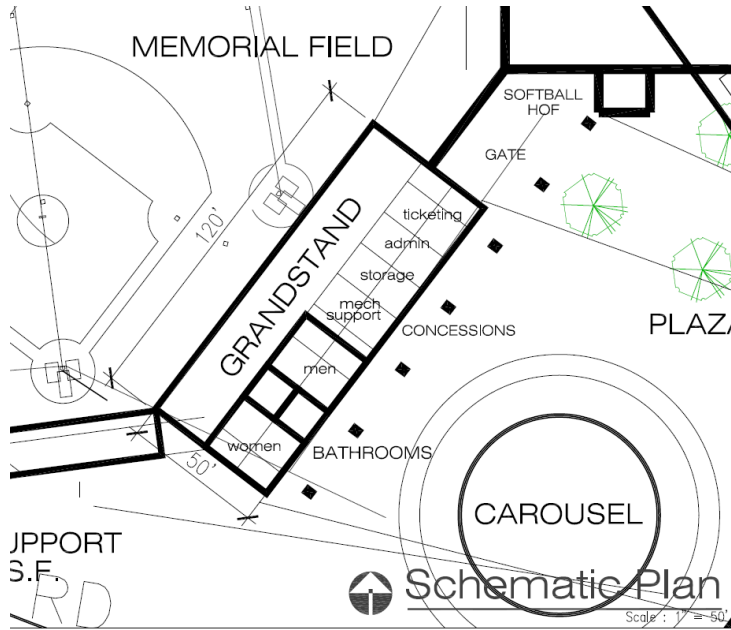 MEMORIAL FIELD
SOFTBALL
HOF
GATE
120'
GRANDSTAND
ticketing
admin
storage
mech
support
CONCESSIONS
PLAZA
men
women
BATHROOMS
50'
CAROUSEL
UPPORT
S.F.
RD
Schematic Plan
Scale : 1" = 50'